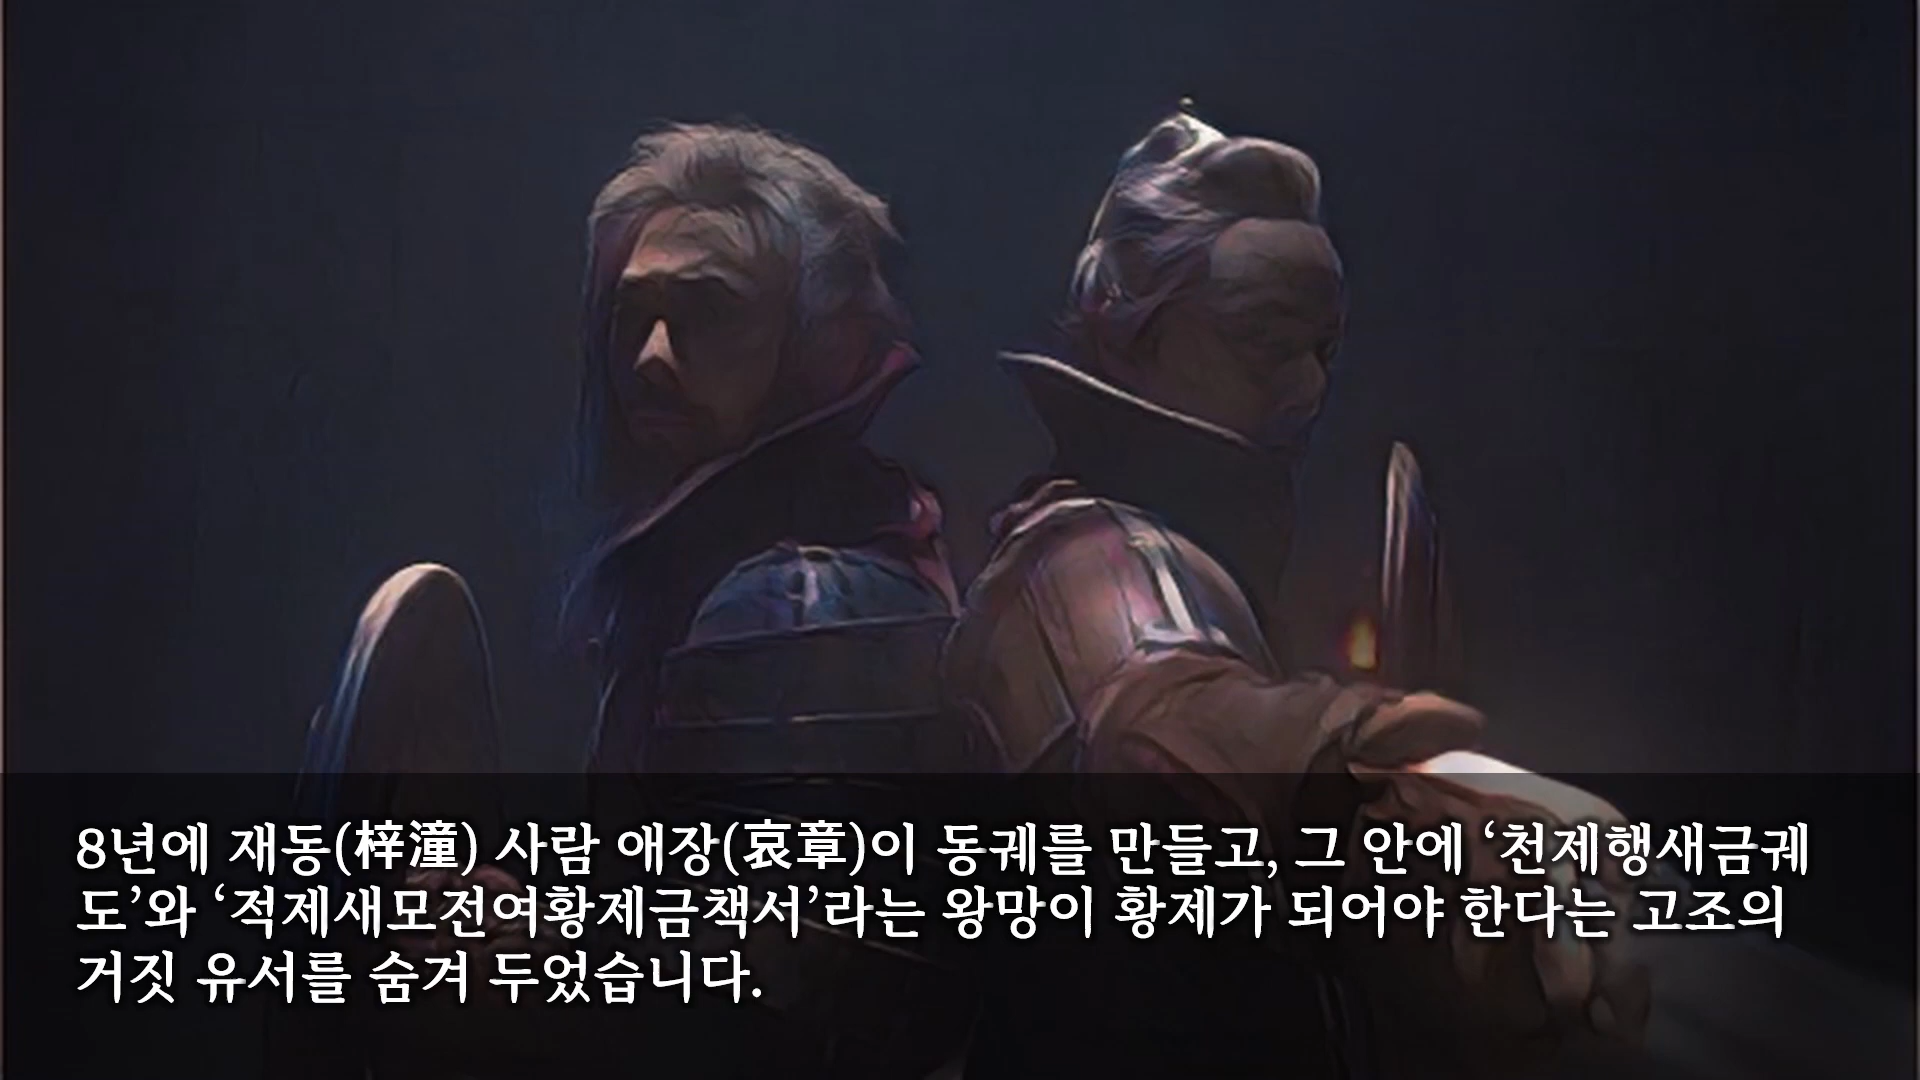 8년에 재동(梓潼) 사람 애장(哀章)이 동궤를 만들고, 그 안에 ‘천제행새금궤
도’와 ‘적제새모전여황제금책서’라는 왕망이 황제가 되어야 한다는 고조의
거짓 유서를 숨겨 두었습니다.